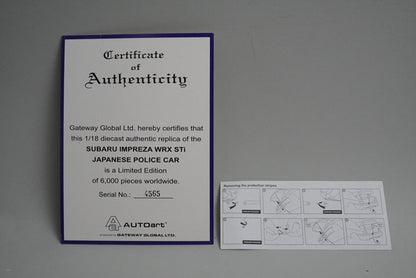 Certificate
of
Authenticity
Gateway Global Ltd. hereby certifies that
this 1/18 diecast authentic replica of the
SUBARU IMPREZA WRX STi
JAPANESE POLICE CAR
is a Limited Edition
of 6,000 pieces worldwide.
Serial No.: 4565
AUTOart
GATEWAY GLOBAL LTD.
Removing the protection stripes